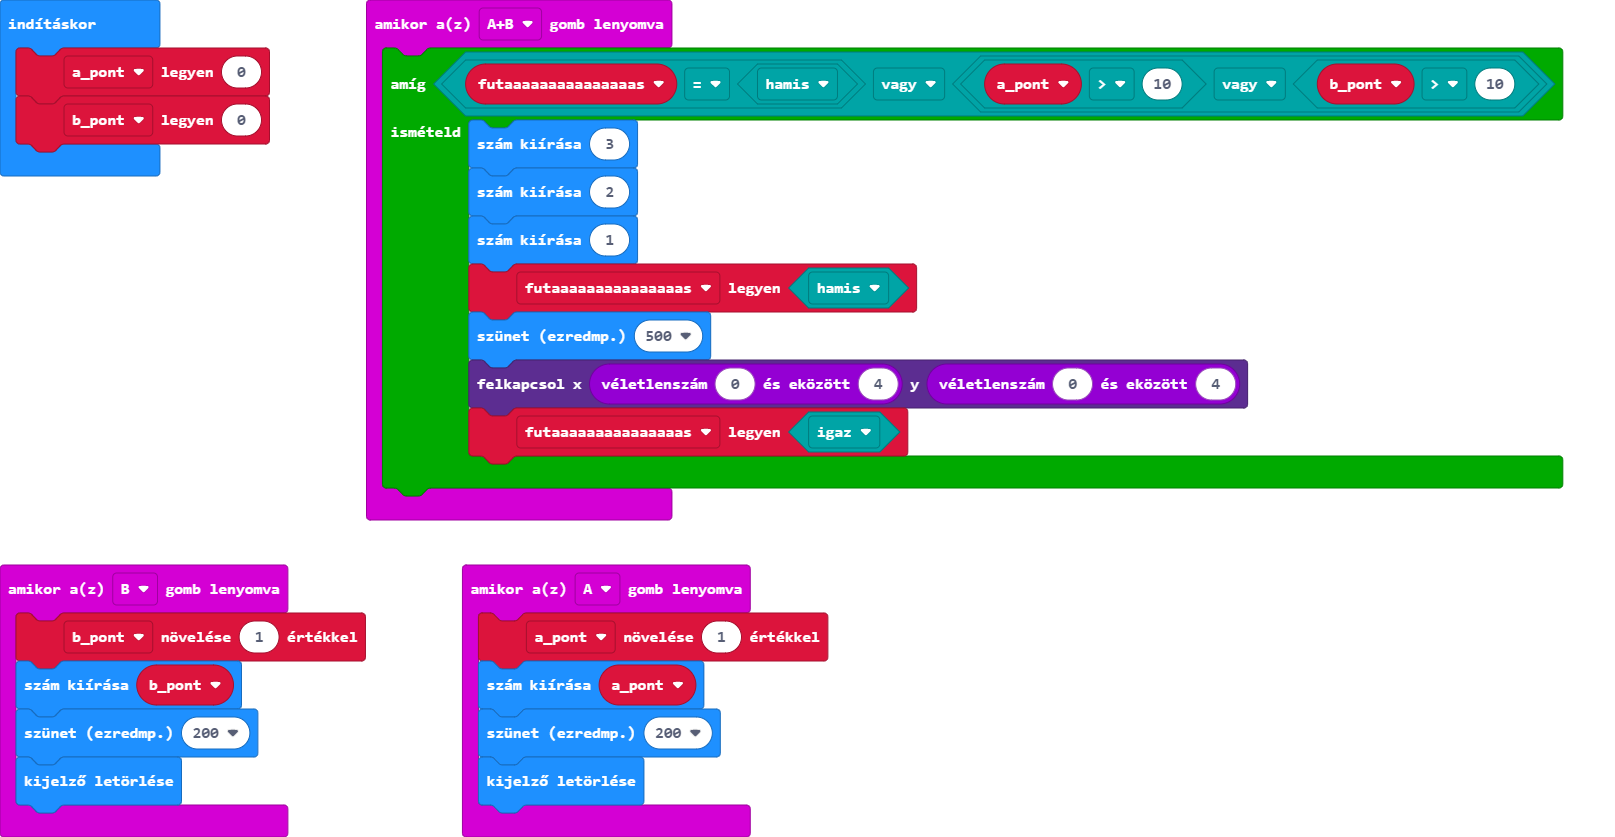 indításkor
a_pont legyen 0
b_pont legyen 0
amikor a(z) A+B gomb lenyomva
amíg futaaaaaaaaaaaaaaas = hamis vagy a_pont > 10 vagy b_pont > 10
ismételd
szám kiírása 3
szám kiírása 2
szám kiírása 1
futaaaaaaaaaaaaaaas legyen hamis
szünet (ezredmp.) 500
felkapcsol x véletlenszám 0 és eközött 4 y véletlenszám 0 és eközött 4
futaaaaaaaaaaaaaaas legyen igaz
amikor a(z) B gomb lenyomva
b_pont növelése 1 értékkel
szám kiírása b_pont
szünet (ezredmp.) 200
kijelző letörlése
amikor a(z) A gomb lenyomva
a_pont növelése 1 értékkel
szám kiírása a_pont
szünet (ezredmp.) 200
kijelző letörlése